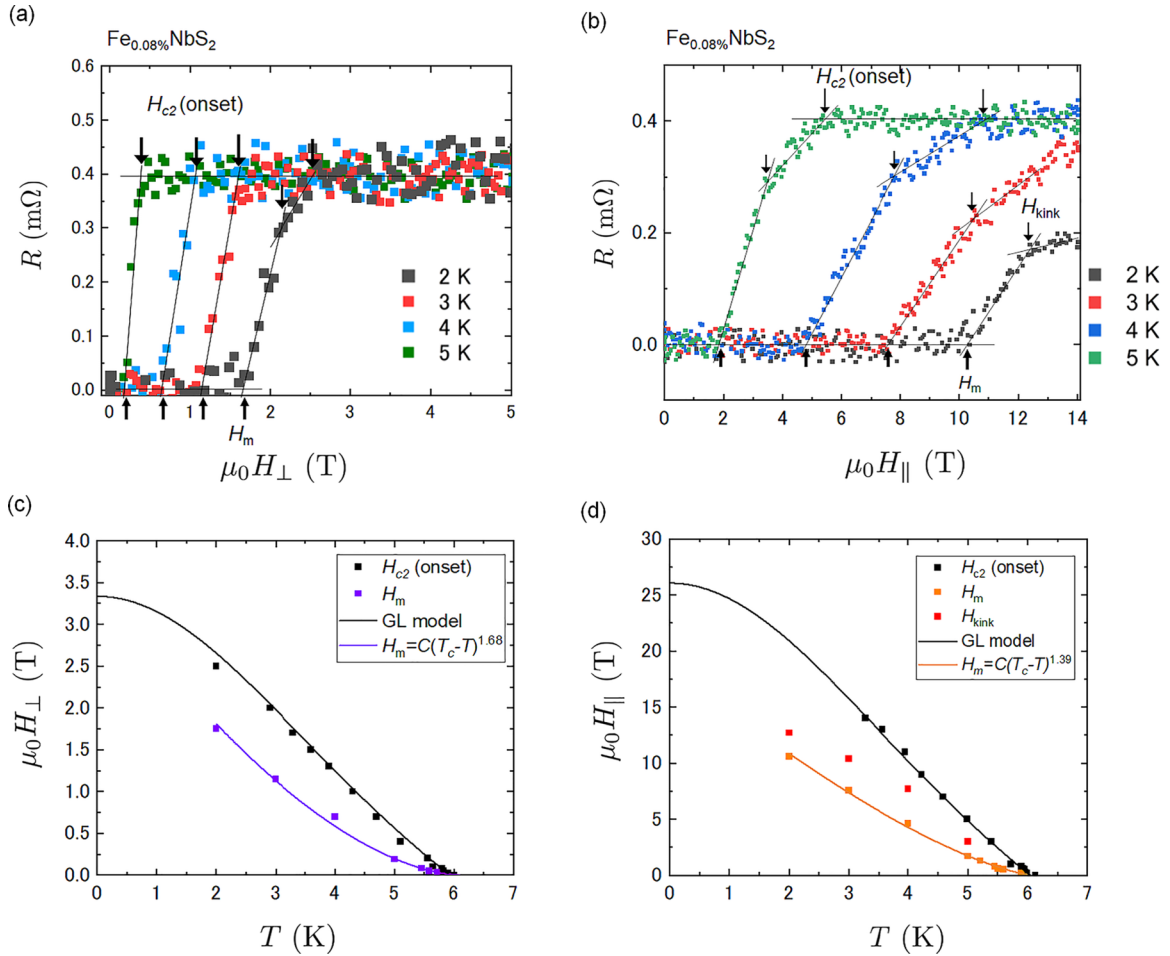 (a)
Fe0.08%NbS2
Hc2 (onset)
R (mΩ)
0.6
0.5
0.4
0.3
0.2
0.1
0.0
2 K
3 K
4 K
5 K
Hm
0 1 2 3 4 5
μ0H⊥ (T)
(b)
Fe0.08%NbS2
Hc2 (onset)
R (mΩ)
0.4
0.2
0.0
Hkink
2 K
3 K
4 K
5 K
Hm
0 2 4 6 8 10 12 14
μ0H∥ (T)
(c)
μ0H⊥ (T)
4.0
3.5
3.0
2.5
2.0
1.5
1.0
0.5
0.0
Hc2 (onset)
Hm
GL model
Hm=C(Tc-T)1.68
0 1 2 3 4 5 6 7
T (K)
(d)
μ0H∥ (T)
30
25
20
15
10
5
0
Hc2 (onset)
Hm
Hkink
GL model
Hm=C(Tc-T)1.39
0 1 2 3 4 5 6 7
T (K)